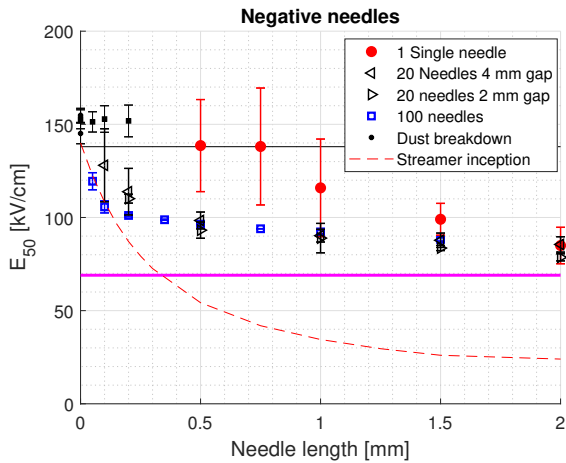 Negative needles
200
150
100
50
0
E50 [kV/cm]
1 Single needle
20 Needles 4 mm gap
20 needles 2 mm gap
100 needles
Dust breakdown
Streamer inception
0 0.5 1 1.5 2
Needle length [mm]